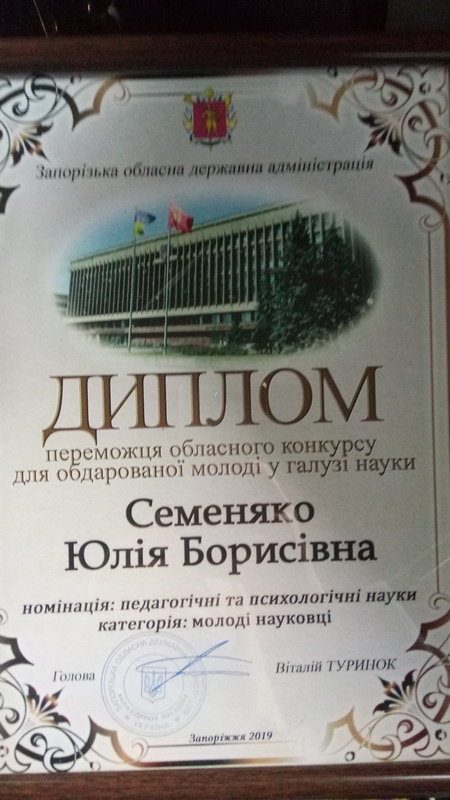 Запорізька обласна державна адміністрація
ДИПЛОМ
переможця обласного конкурсу
для обдарованої молоді у галузі науки
Семеняко
Юлія Борисівна
номінація: педагогічні та психологічні науки
категорія: молоді науковці
Голова
Віталій ТУРИНОК
Запоріжжя 2019